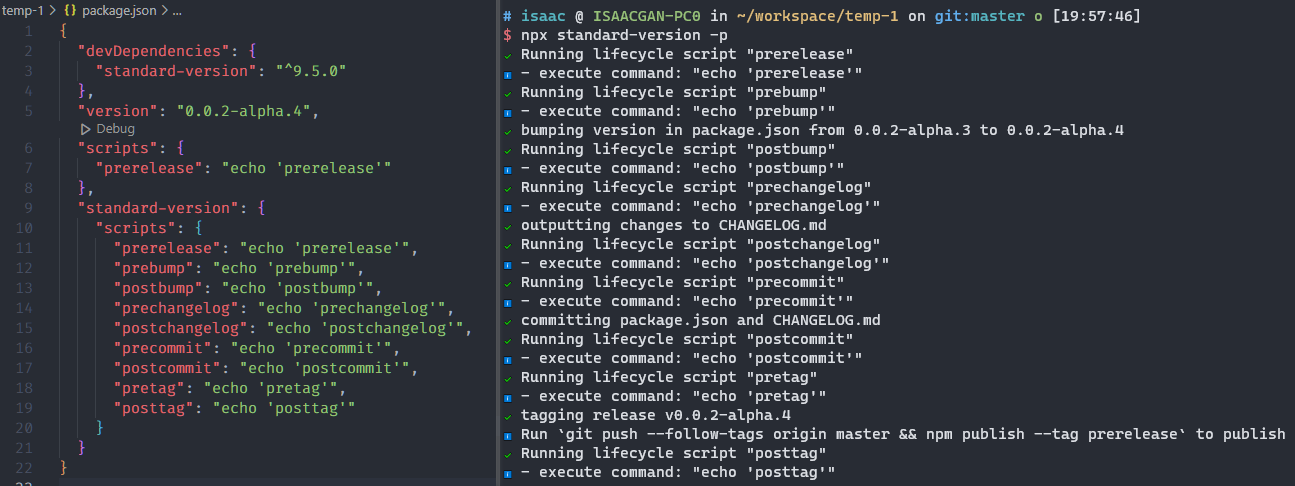 temp-1 > {} package.json > ...
1 {
2 "devDependencies": {
3 "standard-version": "^9.5.0"
4 },
5 "version": "0.0.2-alpha.4",
Debug
6 "scripts": {
7 "prerelease": "echo 'prerelease'"
8 },
9 "standard-version": {
10 "scripts": {
11 "prerelease": "echo 'prerelease'",
12 "prebump": "echo 'prebump'",
13 "postbump": "echo 'postbump'",
14 "prechangelog": "echo 'prechangelog'",
15 "postchangelog": "echo 'postchangelog'",
16 "precommit": "echo 'precommit'",
17 "postcommit": "echo 'postcommit'",
18 "pretag": "echo 'pretag'",
19 "posttag": "echo 'posttag'"
20 }
21 }
22 }
23
# isaac @ ISAACGAN-PC0 in ~/workspace/temp-1 on git:master o [19:57:46]
$ npx standard-version -p
✓ Running lifecycle script "prerelease"
i - execute command: "echo 'prerelease'"
✓ Running lifecycle script "prebump"
i - execute command: "echo 'prebump'"
✓ bumping version in package.json from 0.0.2-alpha.3 to 0.0.2-alpha.4
✓ Running lifecycle script "postbump"
i - execute command: "echo 'postbump'"
✓ Running lifecycle script "prechangelog"
i - execute command: "echo 'prechangelog'"
✓ outputting changes to CHANGELOG.md
✓ Running lifecycle script "postchangelog"
i - execute command: "echo 'postchangelog'"
✓ Running lifecycle script "precommit"
i - execute command: "echo 'precommit'"
✓ committing package.json and CHANGELOG.md
✓ Running lifecycle script "postcommit"
i - execute command: "echo 'postcommit'"
✓ Running lifecycle script "pretag"
i - execute command: "echo 'pretag'"
✓ tagging release v0.0.2-alpha.4
i Run `git push --follow-tags origin master && npm publish --tag prerelease` to publish
✓ Running lifecycle script "posttag"
i - execute command: "echo 'posttag'"